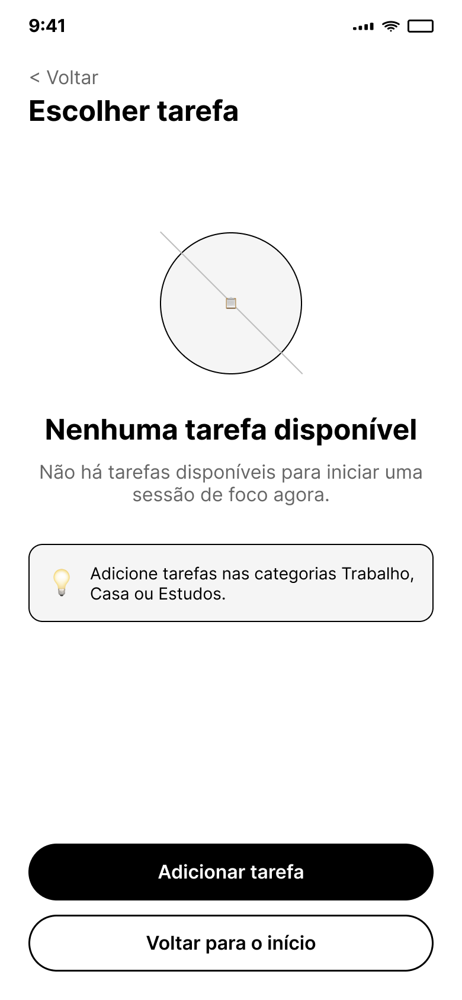 9:41
< Voltar
Escolher tarefa
Nenhuma tarefa disponível
Não há tarefas disponíveis para iniciar uma
sessão de foco agora.
Adicione tarefas nas categorias Trabalho,
Casa ou Estudos.
Adicionar tarefa
Voltar para o início